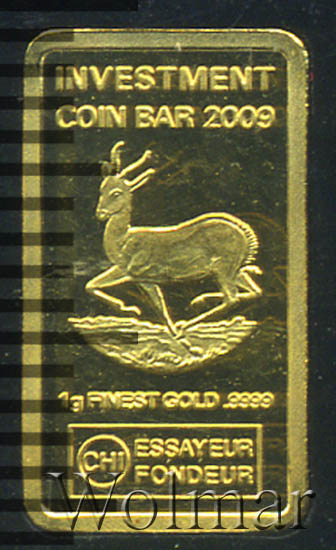 INVESTMENT
COIN BAR 2009
1g FINEST GOLD .9999
CHI
ESSAYEUR
FONDEUR
Wolmar